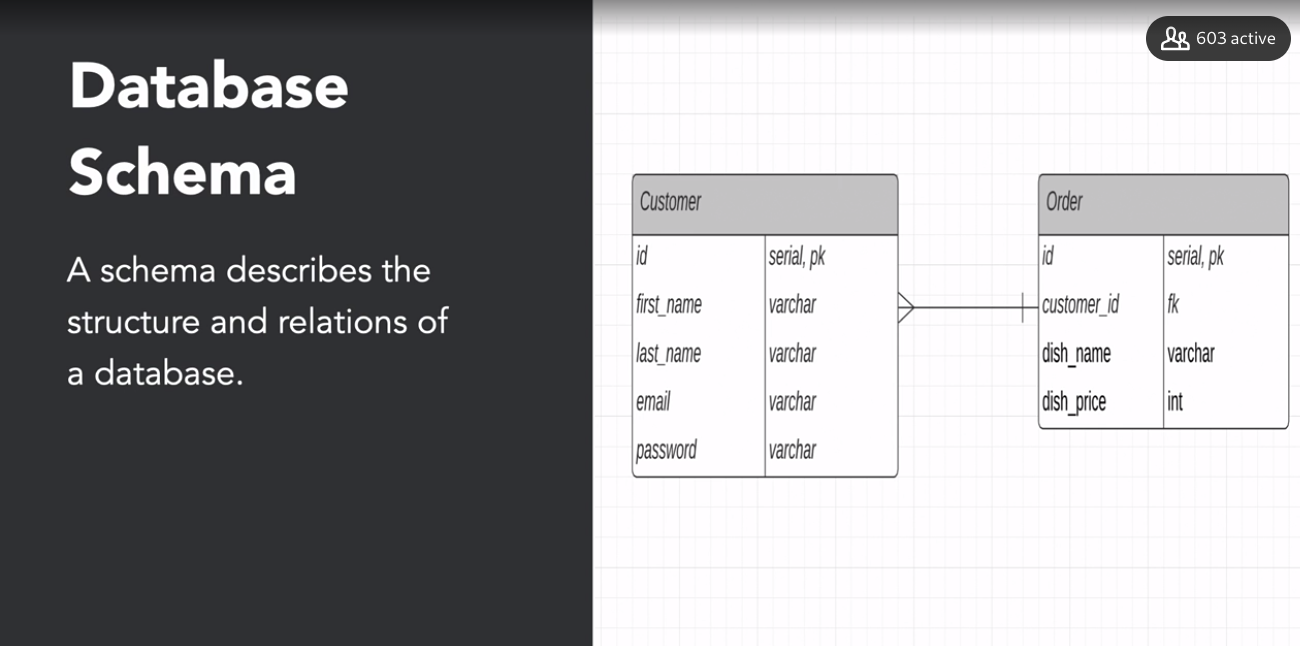 Database
Schema
A schema describes the
structure and relations of
a database.
603 active
Customer
id serial, pk
first_name varchar
last_name varchar
email varchar
password varchar
Order
id serial, pk
customer_id fk
dish_name varchar
dish_price int